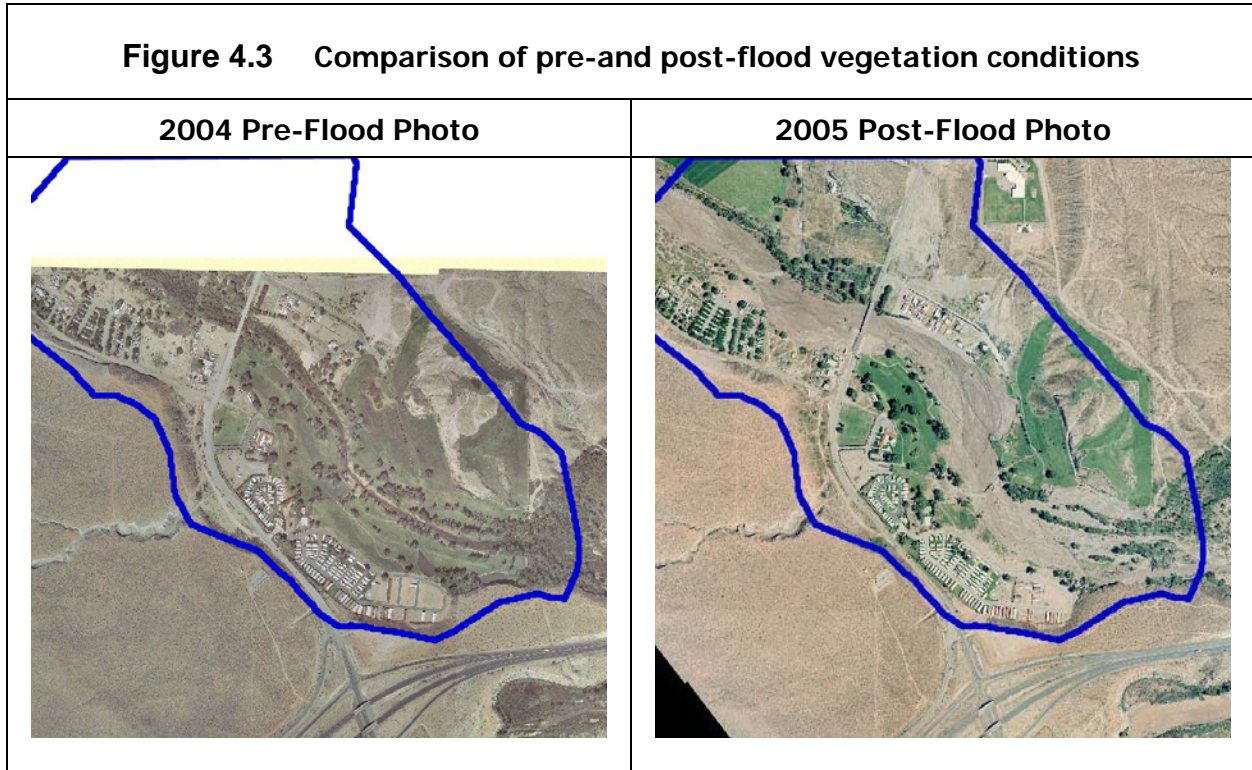 Figure 4.3 Comparison of pre-and post-flood vegetation conditions
2004 Pre-Flood Photo
2005 Post-Flood Photo